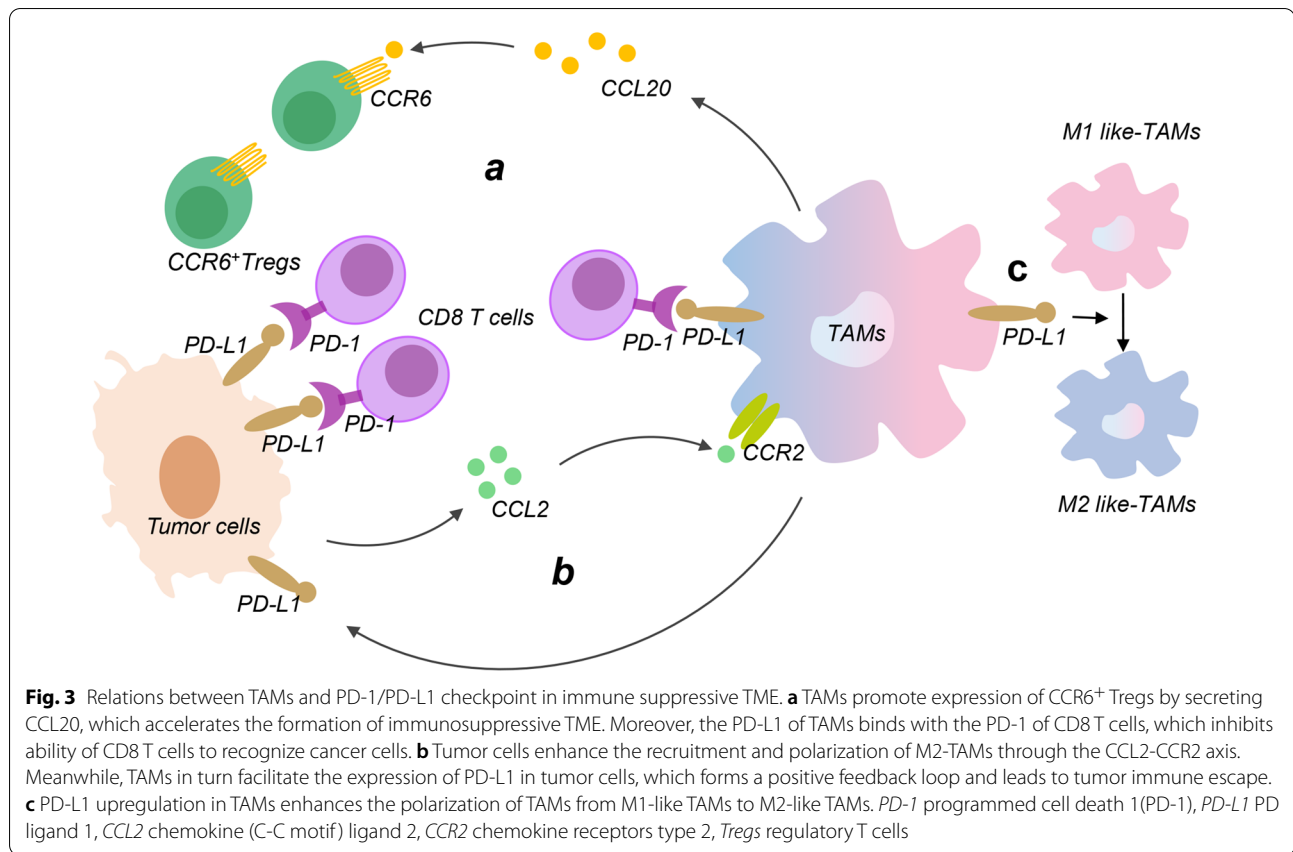 CCR6
CCL20
M1 like-TAMs
a
CCR6+Tregs
c
CD8 T cells
PD-L1
PD-1
PD-1
PD-L1
TAMs
PD-L1
PD-L1
PD-1
CCR2
CCL2
M2 like-TAMs
Tumor cells
b
PD-L1
Fig. 3 Relations between TAMs and PD-1/PD-L1 checkpoint in immune suppressive TME. a TAMs promote expression of CCR6+ Tregs by secreting
CCL20, which accelerates the formation of immunosuppressive TME. Moreover, the PD-L1 of TAMs binds with the PD-1 of CD8 T cells, which inhibits
ability of CD8 T cells to recognize cancer cells. b Tumor cells enhance the recruitment and polarization of M2-TAMs through the CCL2-CCR2 axis.
Meanwhile, TAMs in turn facilitate the expression of PD-L1 in tumor cells, which forms a positive feedback loop and leads to tumor immune escape.
c PD-L1 upregulation in TAMs enhances the polarization of TAMs from M1-like TAMs to M2-like TAMs. PD-1 programmed cell death 1(PD-1), PD-L1 PD
ligand 1, CCL2 chemokine (C-C motif) ligand 2, CCR2 chemokine receptors type 2, Tregs regulatory T cells